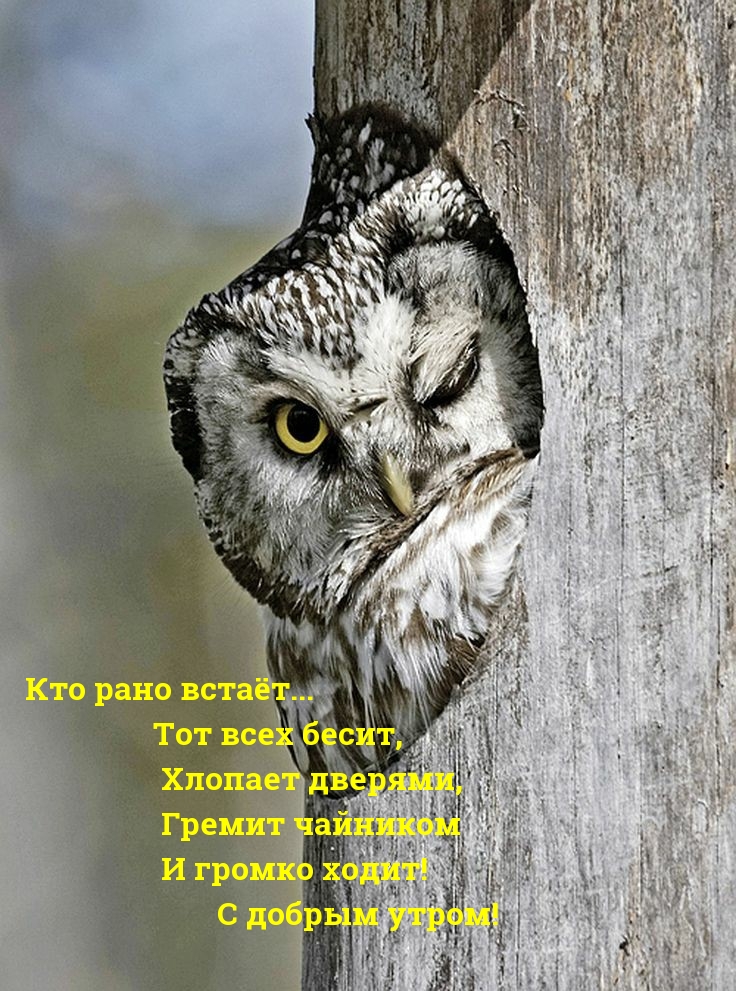 Кто рано встаёт...
Тот всех бесит,
Хлопает дверями,
Гремит чайником
И громко ходит!
С добрым утром!